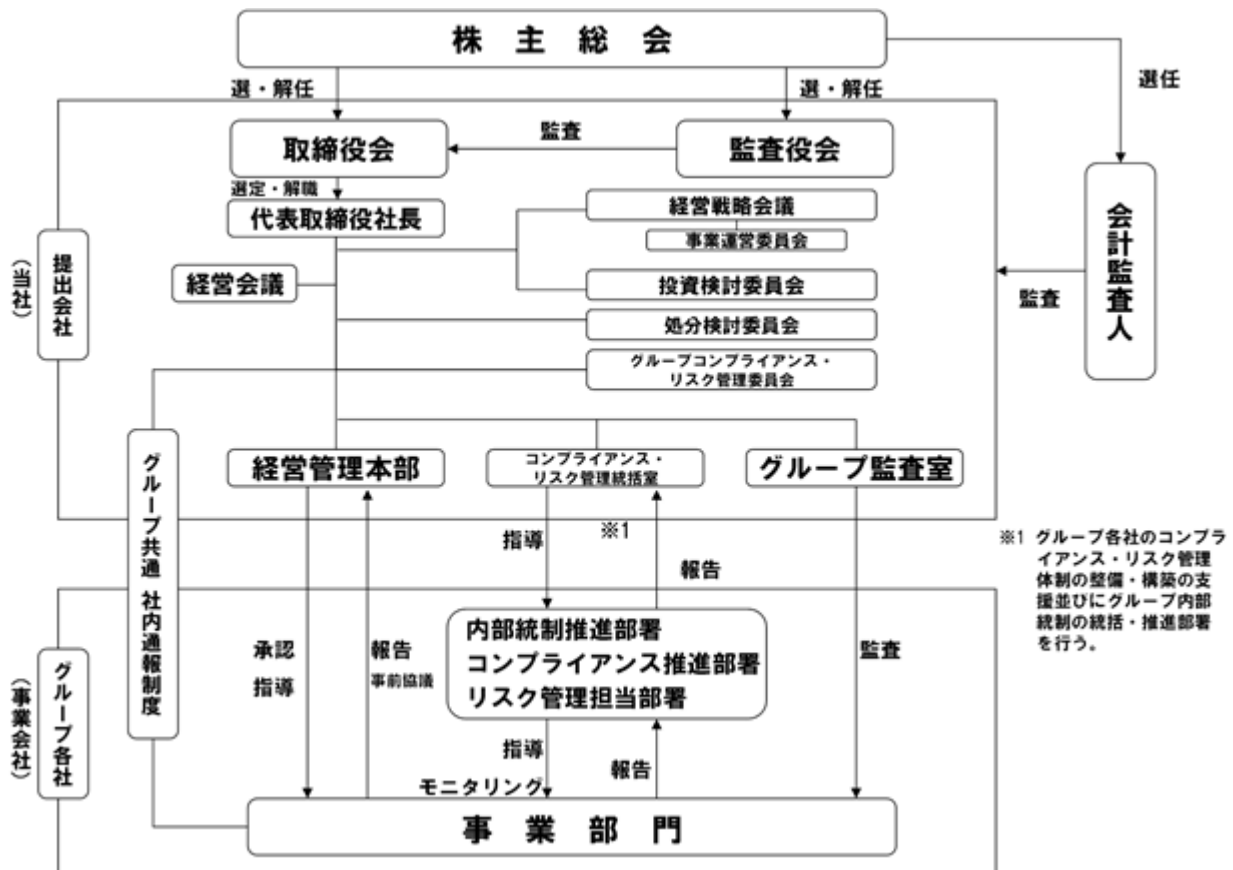 株主総会
選・解任
選・解任
選任
取締役会
監査
監査役会
選定・解職
代表取締役社長
経営戦略会議
事業運営委員会
経営会議
投資検討委員会
処分検討委員会
グループコンプライアンス・
リスク管理委員会
会計監査人
監査
提出会社
(当社)
経営管理本部
コンプライアンス・
リスク管理統括室
グループ監査室
グループ共通 社内通報制度
指導
※1
報告
※1 グループ各社のコンプラ
イアンス・リスク管理
体制の整備・構築の支
援並びにグループ内部
統制の統括・推進部署
を行う。
承認
指導
報告
事前協議
内部統制推進部署
コンプライアンス推進部署
リスク管理担当部署
監査
グループ各社
(事業会社)
指導
モニタリング
報告
事業部門